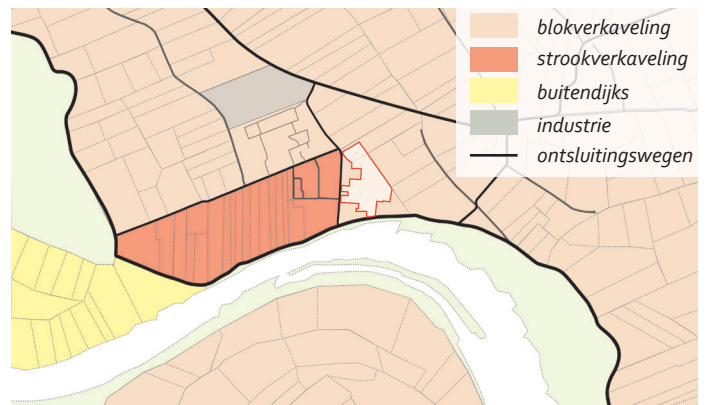 blokverkaveling
strookverkaveling
buitendijks
industrie
ontsluitingswegen